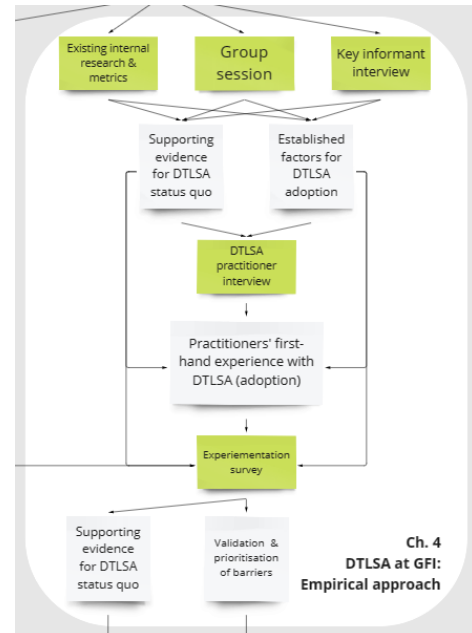 Existing internal
research &
metrics
Group
session
Key informant
interview
Supporting
evidence
for DTLSA
status quo
Established
factors for
DTLSA
adoption
DTLSA
practitioner
interview
Practitioners' first-
hand experience with
DTLSA (adoption)
Experiementation
survey
Supporting
evidence
for DTLSA
status quo
Validation &
prioritisation
of barriers
Ch. 4
DTLSA at GFI:
Empirical approach